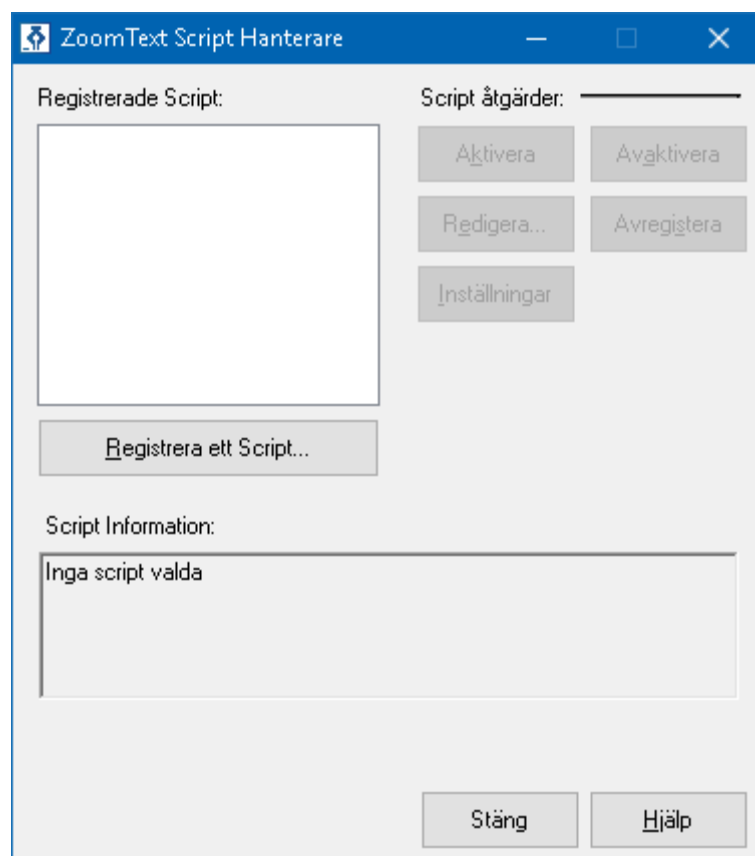 ZoomText Script Hanterare
Registrerade Script:
Script åtgärder:
Aktivera
Avaktivera
Redigera...
Avregistera
Inställningar
Registrera ett Script...
Script Information:
Inga script valda
Stäng
Hjälp